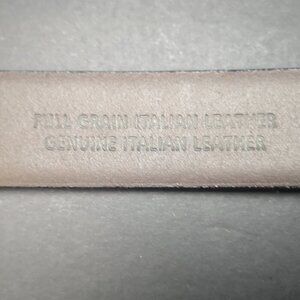 FULL GRAIN ITALIAN LEATHER
GENUINE ITALIAN LEATHER